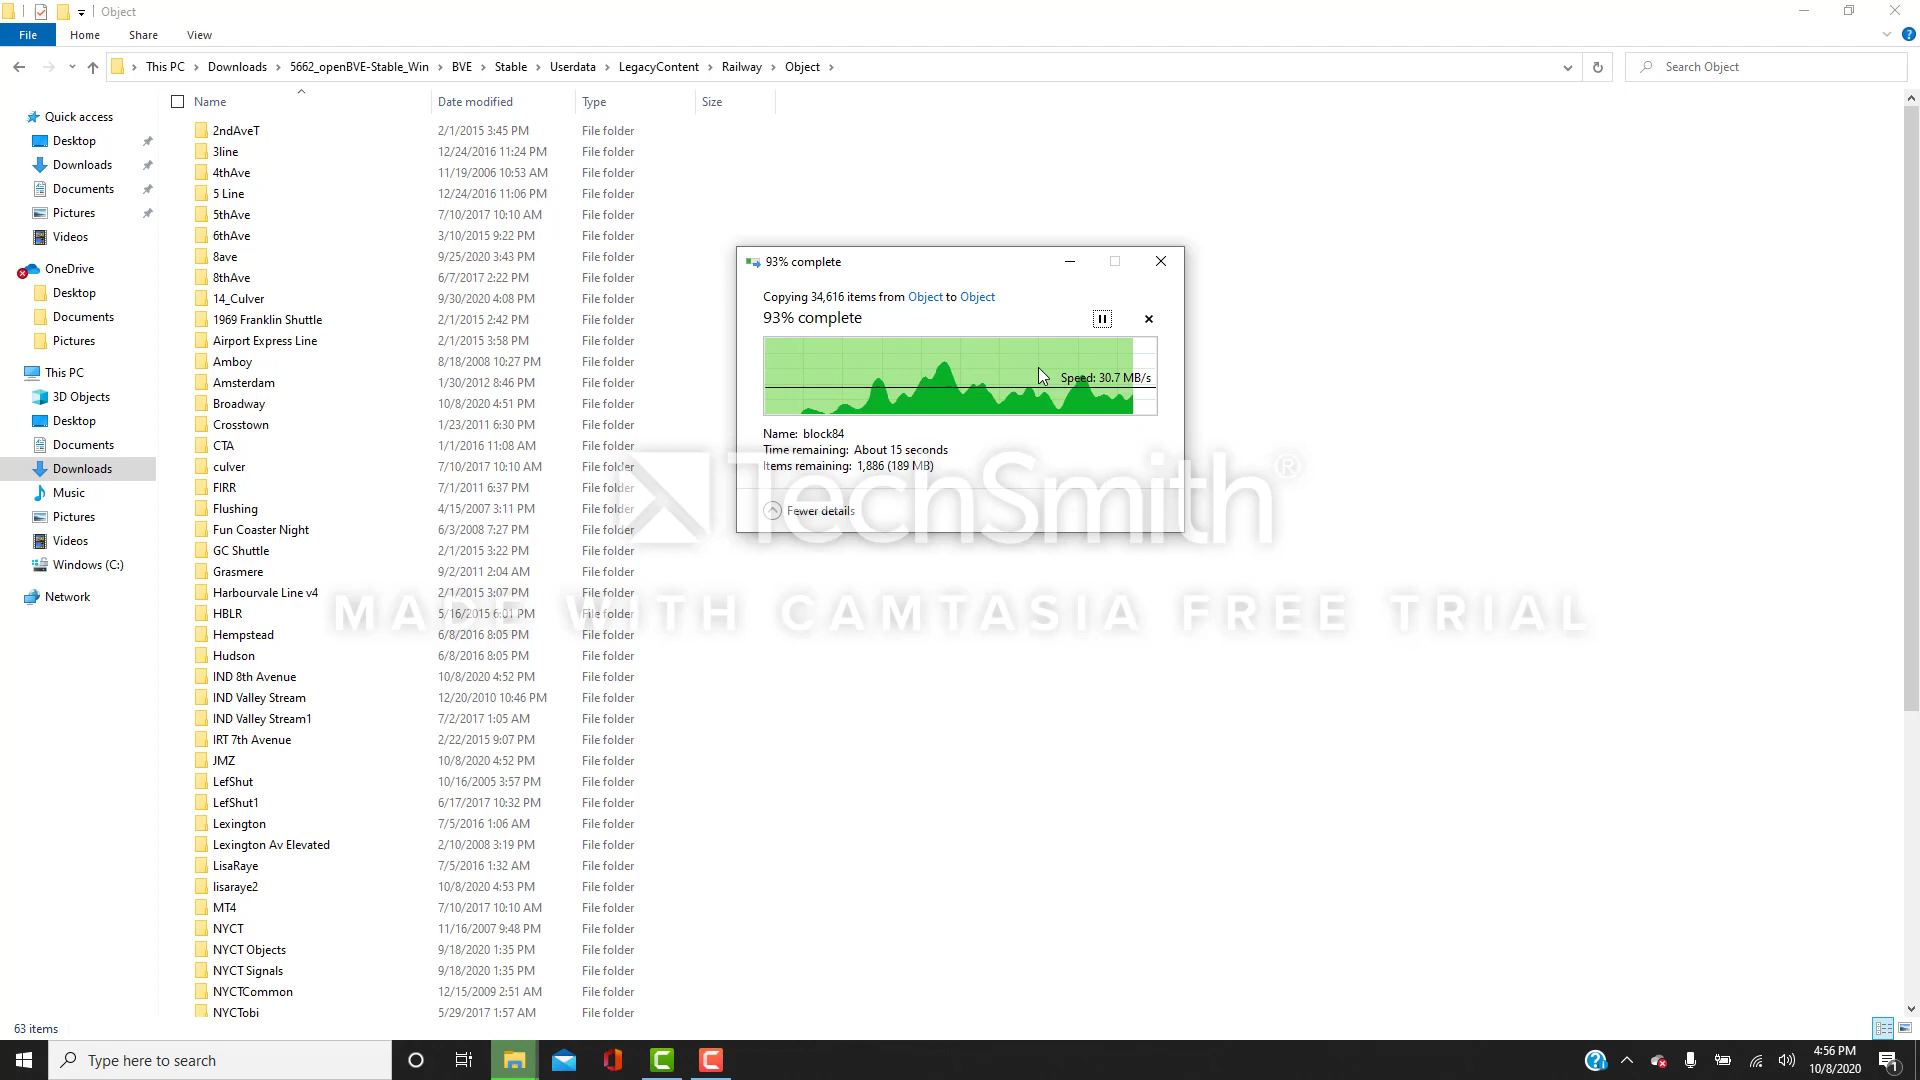 Object
File Home Share View
This PC Downloads 5662_openBVE-Stable_Win BVE Stable Userdata LegacyContent Railway Object
Search Object
Quick access
Desktop
Downloads
Documents
Pictures
Videos
OneDrive
Desktop
Documents
Pictures
This PC
3D Objects
Desktop
Documents
Downloads
Music
Pictures
Videos
Windows (C:)
Network
Name Date modified Type Size
2ndAveT 2/1/2015 3:45 PM File folder
3line 12/24/2016 11:24 PM File folder
4thAve 11/19/2006 10:53 AM File folder
5 Line 12/24/2016 11:06 PM File folder
5thAve 7/10/2017 10:10 AM File folder
6thAve 3/10/2015 9:22 PM File folder
8ave 9/25/2020 3:43 PM File folder
8thAve 6/7/2017 2:22 PM File folder
14_Culver 9/30/2020 4:08 PM File folder
1969 Franklin Shuttle 2/1/2015 2:42 PM File folder
Airport Express Line 2/1/2015 3:58 PM File folder
Amboy 8/18/2008 10:27 PM File folder
Amsterdam 1/30/2012 8:46 PM File folder
Broadway 10/8/2020 4:51 PM File folder
Crosstown 1/23/2011 6:30 PM File folder
CTA 1/1/2016 11:08 AM File folder
culver 7/10/2017 10:10 AM File folder
FIRR 7/1/2011 6:37 PM File folder
Flushing 4/15/2007 3:11 PM File folder
Fun Coaster Night 6/3/2008 7:27 PM File folder
GC Shuttle 2/1/2015 3:22 PM File folder
Grasmere 9/2/2011 2:04 AM File folder
Harbourvale Line v4 2/1/2015 3:07 PM File folder
HBLR 5/16/2015 6:01 PM File folder
Hempstead 6/8/2016 8:05 PM File folder
Hudson 6/8/2016 8:05 PM File folder
IND 8th Avenue 10/8/2020 4:52 PM File folder
IND Valley Stream 12/20/2010 10:46 PM File folder
IND Valley Stream1 7/2/2017 1:05 AM File folder
IRT 7th Avenue 2/22/2015 9:07 PM File folder
JMZ 10/8/2020 4:52 PM File folder
LefShut 10/16/2005 3:57 PM File folder
LefShut1 6/17/2017 10:32 PM File folder
Lexington 7/5/2016 1:06 AM File folder
Lexington Av Elevated 2/10/2008 3:19 PM File folder
LisaRaye 7/5/2016 1:32 AM File folder
lisaraye2 10/8/2020 4:53 PM File folder
MT4 7/10/2017 10:10 AM File folder
NYCT 11/16/2007 9:48 PM File folder
NYCT Objects 9/18/2020 1:35 PM File folder
NYCT Signals 9/18/2020 1:35 PM File folder
NYCTCommon 12/15/2009 2:51 AM File folder
NYCTobi 5/29/2017 1:57 AM File folder
93% complete
Copying 34,616 items from Object to Object
93% complete
Speed: 30.7 MB/s
Name: block84
Time remaining: About 15 seconds
Items remaining: 1,886 (189 MB)
Fewer details
TechSmith®
MADE WITH CAMTASIA FREE TRIAL
63 items
Type here to search
4:56 PM
10/8/2020
1